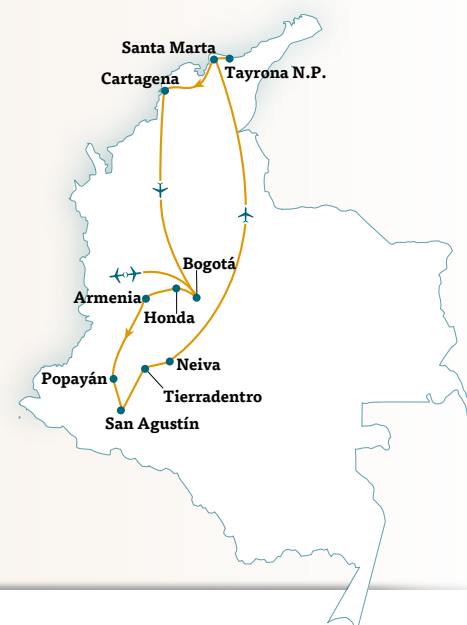 Santa Marta
Tayrona N.P.
Cartagena
Bogotá
Armenia
Honda
Neiva
Popayán
Tierradentro
San Agustín